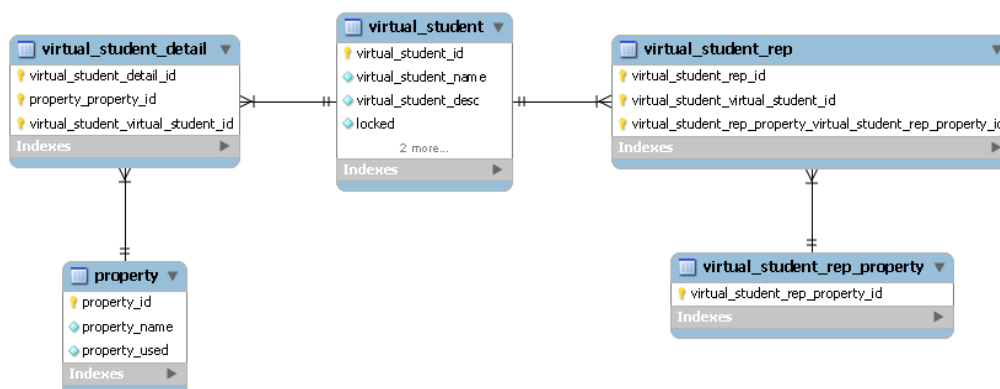 virtual_student_detail
virtual_student_detail_id
property_property_id
virtual_student_virtual_student_id
Indexes
virtual_student
virtual_student_id
virtual_student_name
virtual_student_desc
locked
2 more...
Indexes
virtual_student_rep
virtual_student_rep_id
virtual_student_virtual_student_id
virtual_student_rep_property_virtual_student_rep_property_id
Indexes
property
property_id
property_name
property_used
Indexes
virtual_student_rep_property
virtual_student_rep_property_id
Indexes